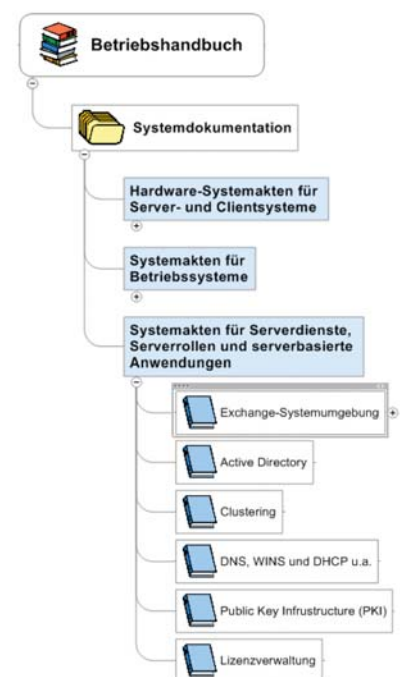 Betriebshandbuch
Systemdokumentation
Hardware-Systemakten für
Server- und Clientsysteme
Systemakten für
Betriebssysteme
Systemakten für Serverdienste,
Serverrollen und serverbasierte
Anwendungen
Exchange-Systemumgebung
Active Directory
Clustering
DNS, WINS und DHCP u.a.
Public Key Infrustructure (PKI)
Lizenzverwaltung